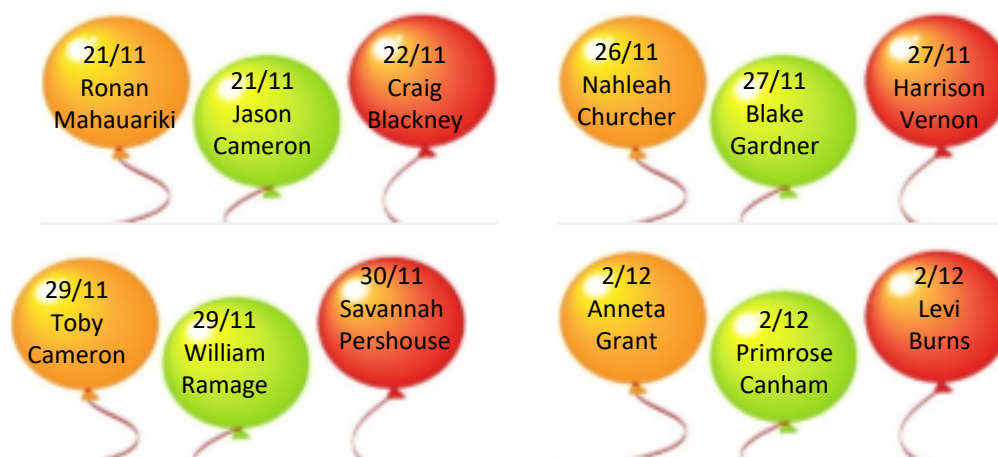 21/11
Ronan
Mahauariki
21/11
Jason
Cameron
22/11
Craig
Blackney
26/11
Nahleah
Churcher
27/11
Blake
Gardner
27/11
Harrison
Vernon
29/11
Toby
Cameron
29/11
William
Ramage
30/11
Savannah
Pershouse
2/12
Anneta
Grant
2/12
Primrose
Canham
2/12
Levi
Burns